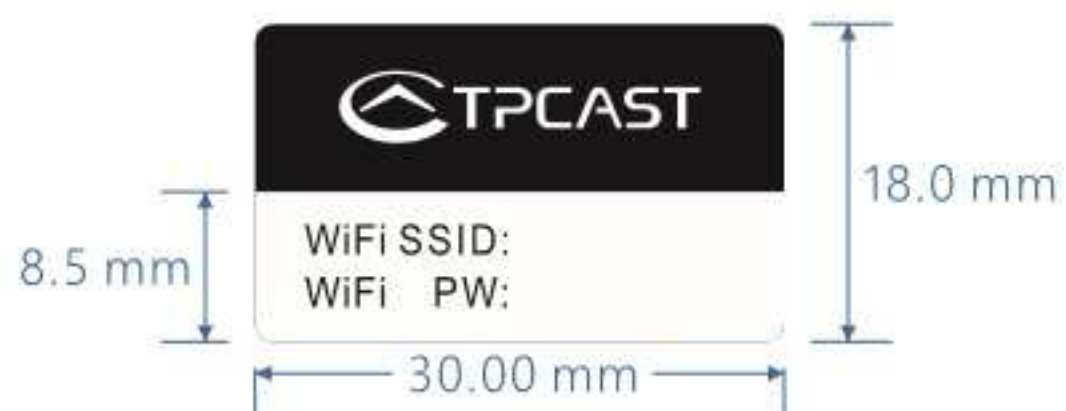 TPCAST
18.0 mm
8.5 mm
WiFi SSID:
WiFi PW:
30.00 mm